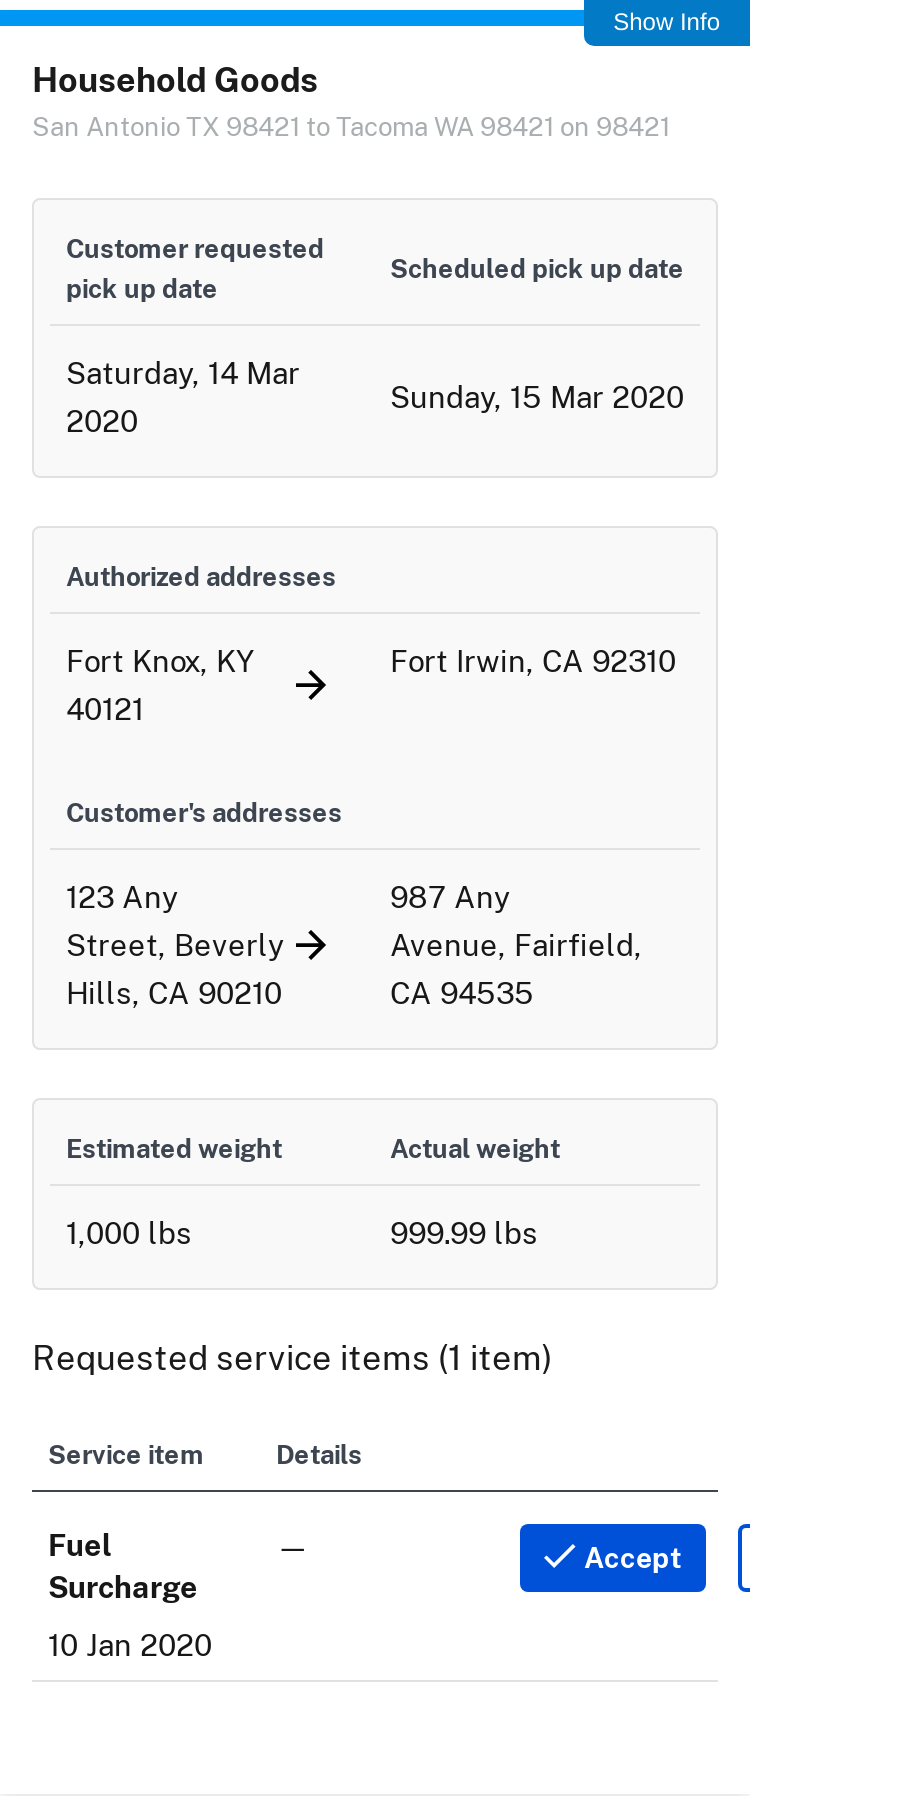 Show Info
Household Goods
San Antonio TX 98421 to Tacoma WA 98421 on 98421
Customer requested
pick up date
Scheduled pick up date
Saturday, 14 Mar
2020
Sunday, 15 Mar 2020
Authorized addresses
Fort Knox, KY
40121
Fort Irwin, CA 92310
Customer's addresses
123 Any
Street, Beverly
Hills, CA 90210
987 Any
Avenue, Fairfield,
CA 94535
Estimated weight
Actual weight
1,000 lbs
999.99 lbs
Requested service items (1 item)
Service item
Details
Fuel
Surcharge
—
Accept
10 Jan 2020